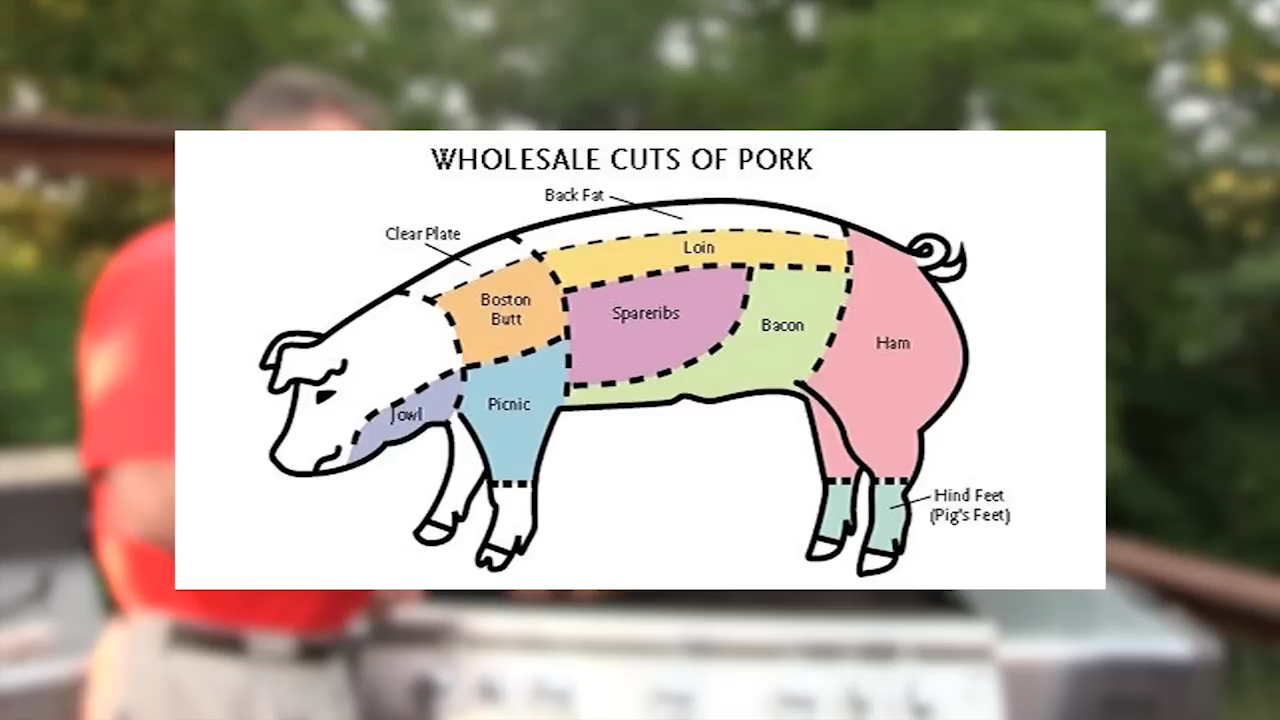 WHOLESALE CUTS OF PORK
Back Fat
Clear Plate
Loin
Boston
Butt
Spareribs
Bacon
Ham
Jowl
Picnic
Hind Feet
(Pig's Feet)